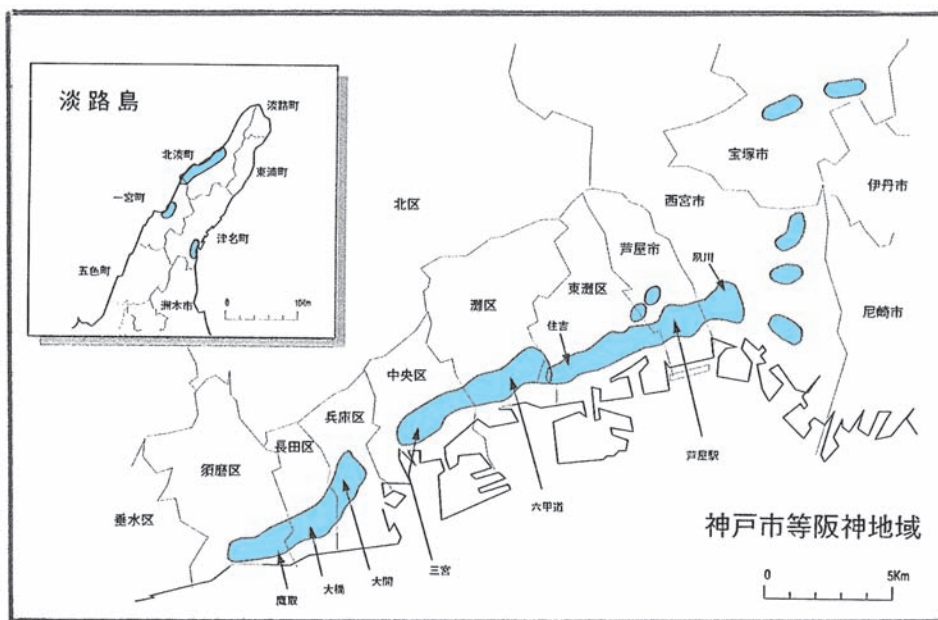 淡路島
淡路町
北淡町
東浦町
一宮町
津名町
五色町
洲本市
0 10Km
宝塚市
伊丹市
北区
西宮市
芦屋市
夙川
東灘区
灘区
尼崎市
住吉
中央区
兵庫区
長田区
須磨区
芦屋駅
垂水区
六甲道
神戸市等阪神地域
三宮
大開
大橋
鷹取
0 5Km